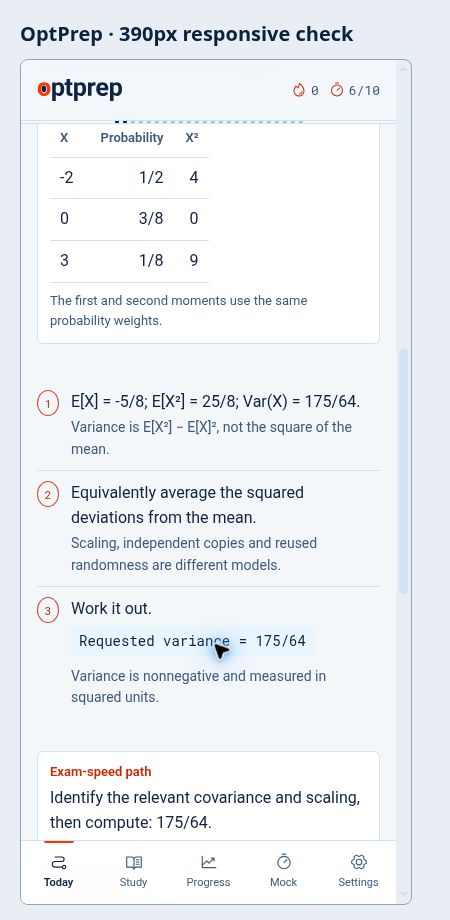 OptPrep · 390px responsive check
optprep
0
6/10
X Probability X²
-2 1/2 4
0 3/8 0
3 1/8 9
The first and second moments use the same
probability weights.
1
E[X] = -5/8; E[X²] = 25/8; Var(X) = 175/64.
Variance is E[X²] − E[X]², not the square of the
mean.
2
Equivalently average the squared
deviations from the mean.
Scaling, independent copies and reused
randomness are different models.
3
Work it out.
Requested variance = 175/64
Variance is nonnegative and measured in
squared units.
Exam-speed path
Identify the relevant covariance and scaling,
then compute: 175/64.
Today Study Progress Mock Settings